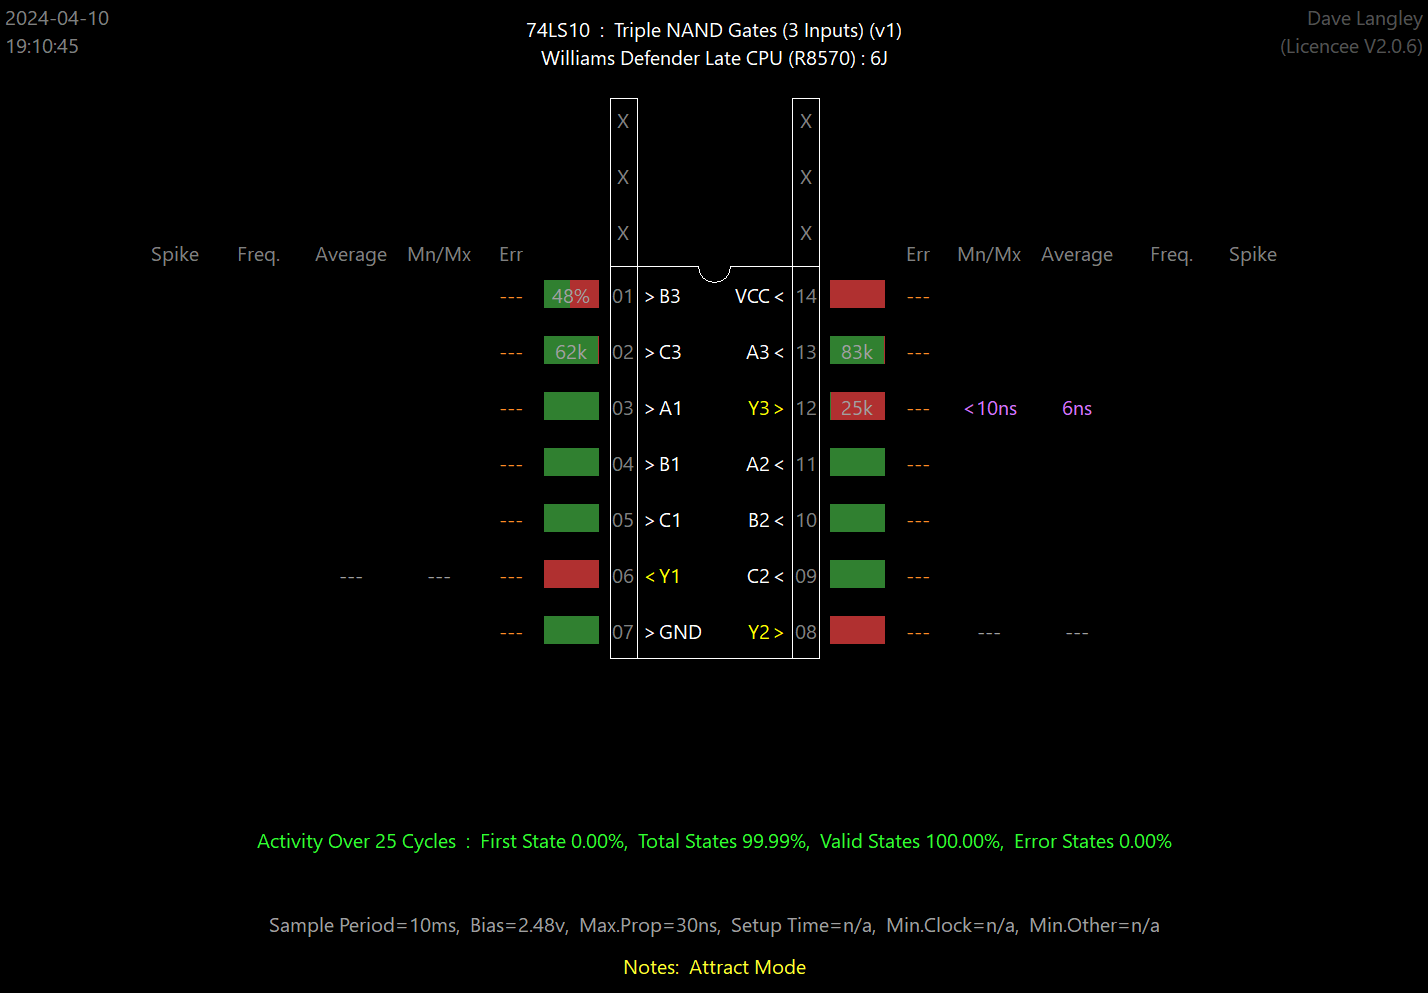 2024-04-10
19:10:45
74LS10 : Triple NAND Gates (3 Inputs) (v1)
Williams Defender Late CPU (R8570) : 6J
Dave Langley
(Licencee V2.0.6)
X X
X X
X X
Spike Freq. Average Mn/Mx Err Err Mn/Mx Average Freq. Spike
--- 48% 01 >B3 VCC< 14 ---
--- 62k 02 >C3 A3< 13 83k ---
--- 03 >A1 Y3> 12 25k --- <10ns 6ns
--- 04 >B1 A2< 11 ---
--- 05 >C1 B2< 10 ---
--- --- --- 06 <Y1 C2< 09 ---
--- 07 >GND Y2> 08 --- --- ---
Activity Over 25 Cycles : First State 0.00%, Total States 99.99%, Valid States 100.00%, Error States 0.00%
Sample Period=10ms, Bias=2.48v, Max.Prop=30ns, Setup Time=n/a, Min.Clock=n/a, Min.Other=n/a
Notes: Attract Mode